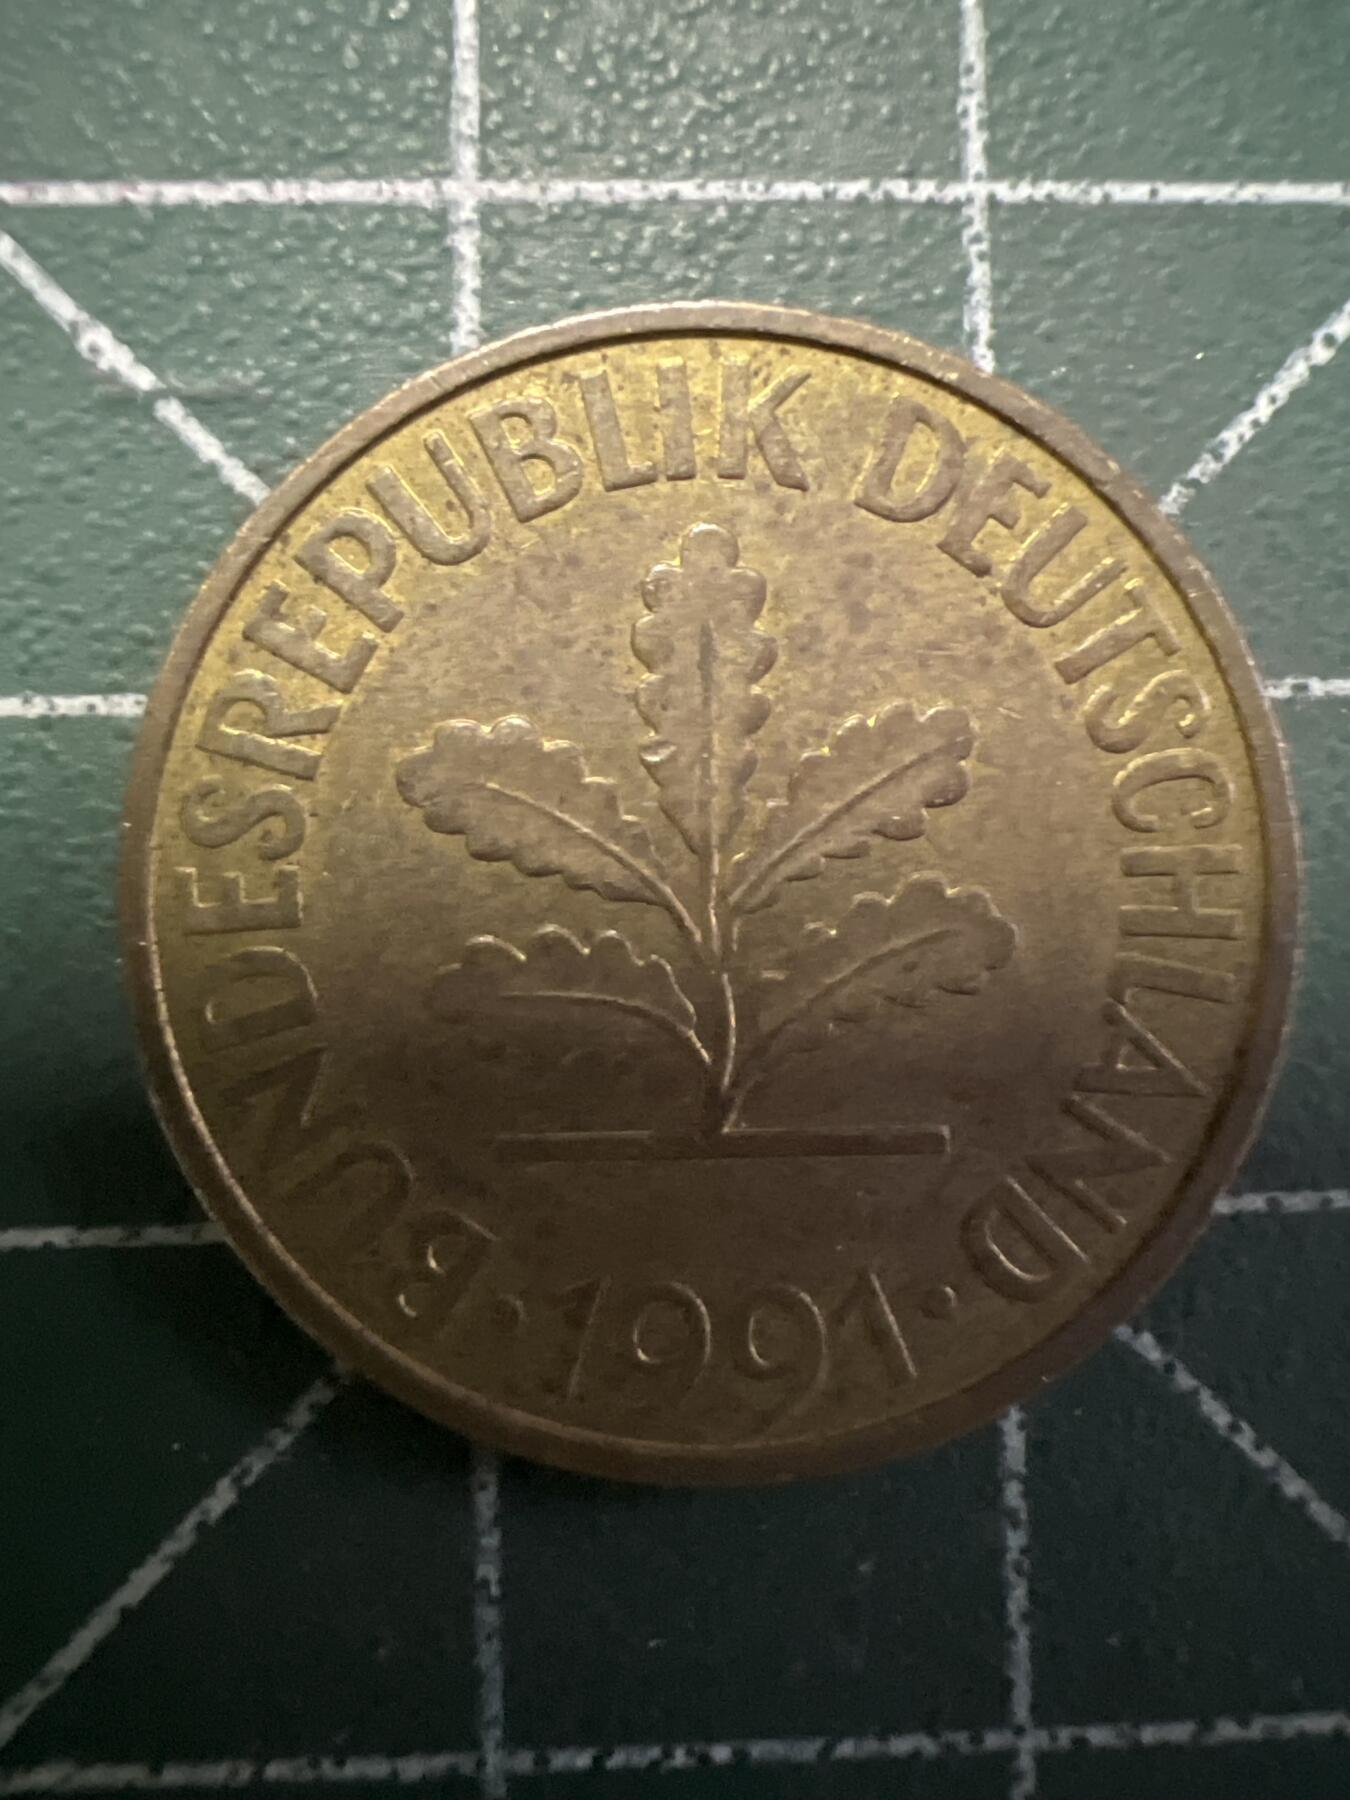 BUNDESREPUBLIK DEUTSCHLAND
· 1991 ·